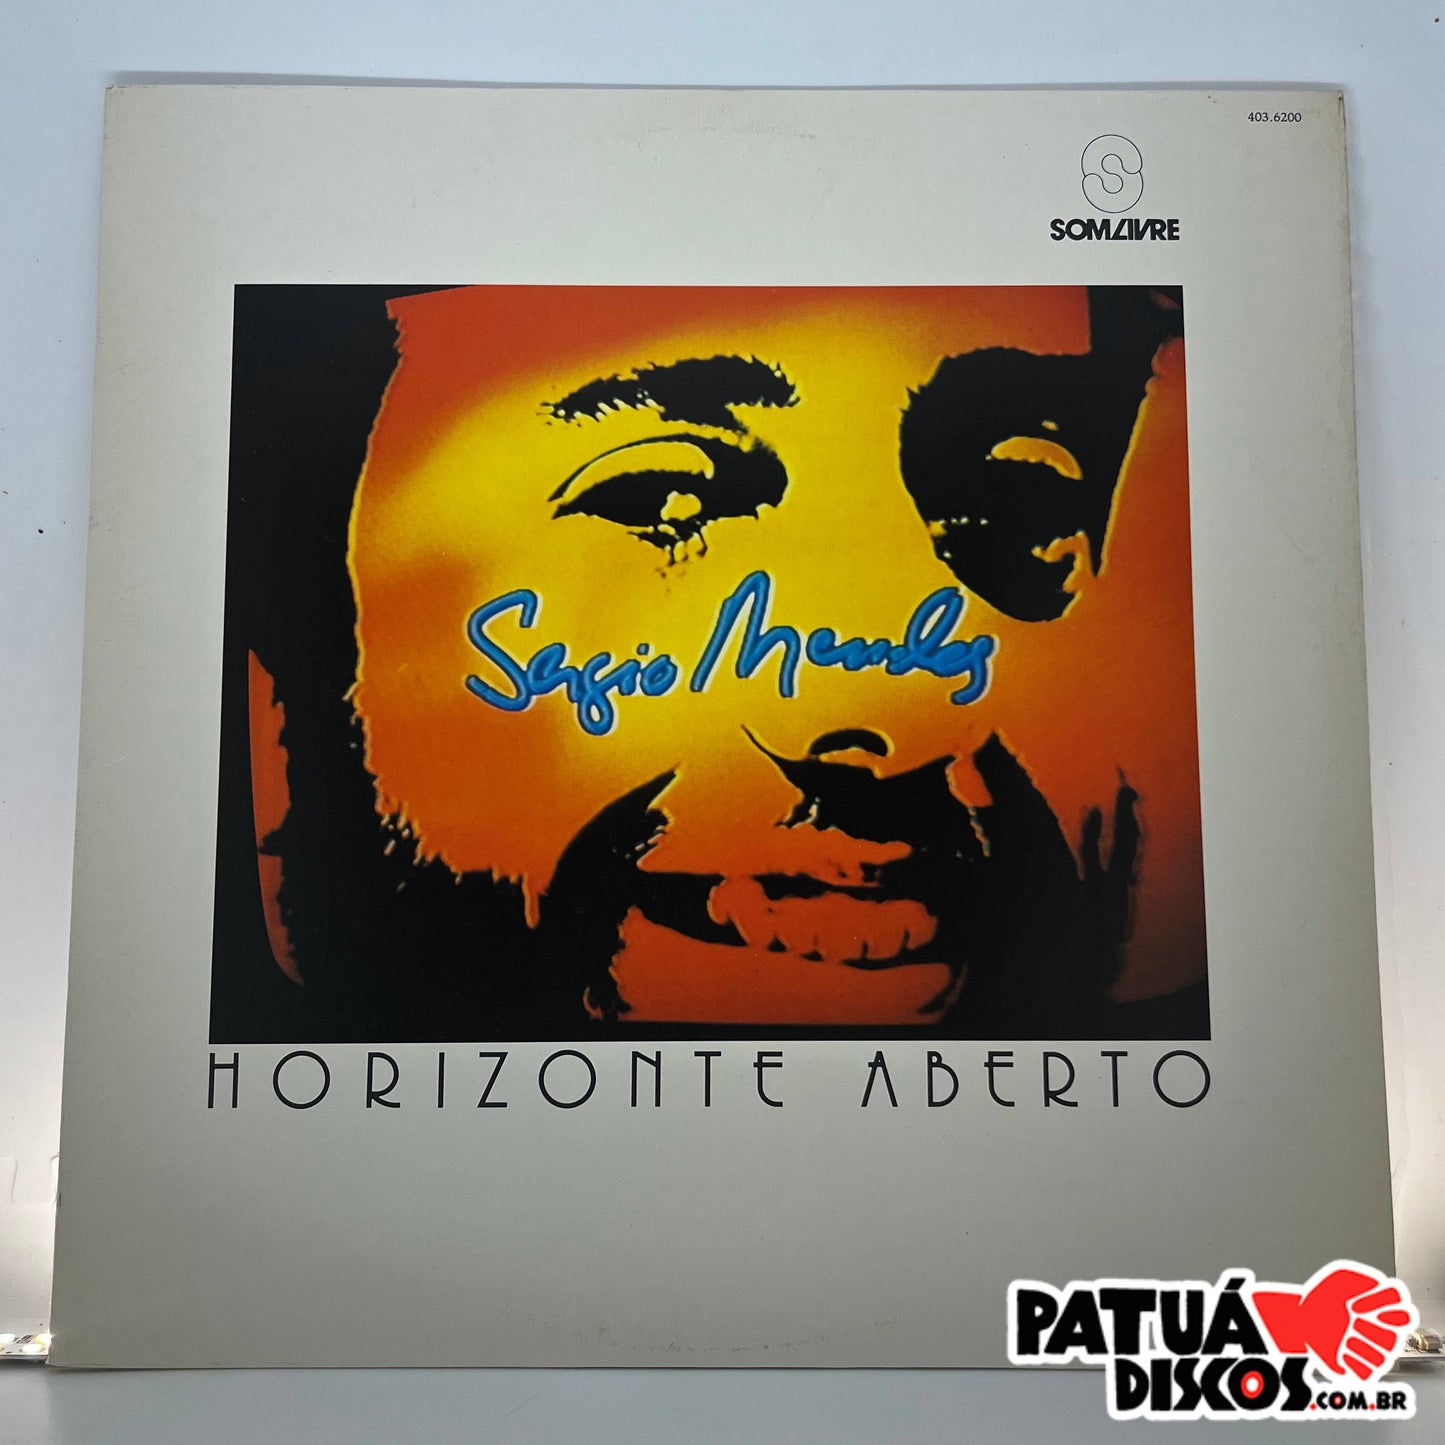 403.6200
SOMLIVRE
Sergio Mendes
HORIZONTE ABERTO
PATUÁ
DISCOS.COM.BR